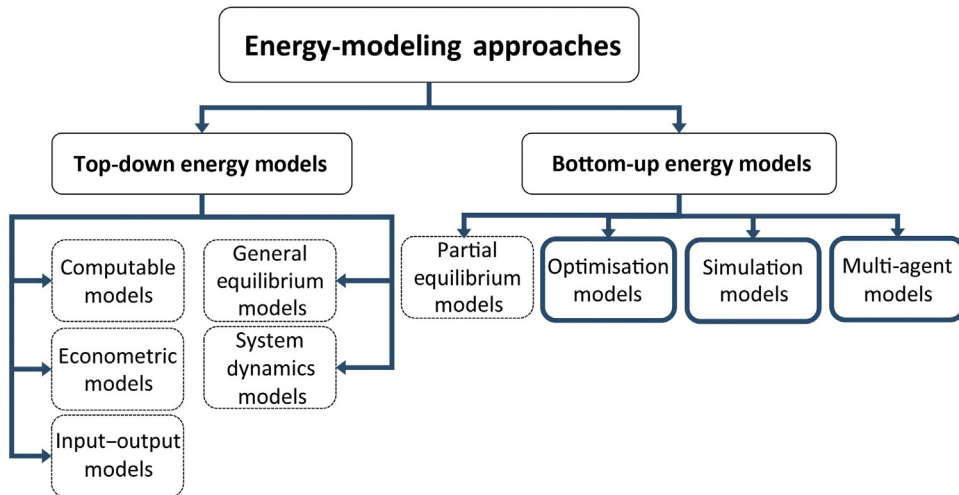 Energy-modeling approaches
Top-down energy models
Bottom-up energy models
Computable
models
General
equilibrium
models
Econometric
models
System
dynamics
models
Input–output
models
Partial
equilibrium
models
Optimisation
models
Simulation
models
Multi-agent
models